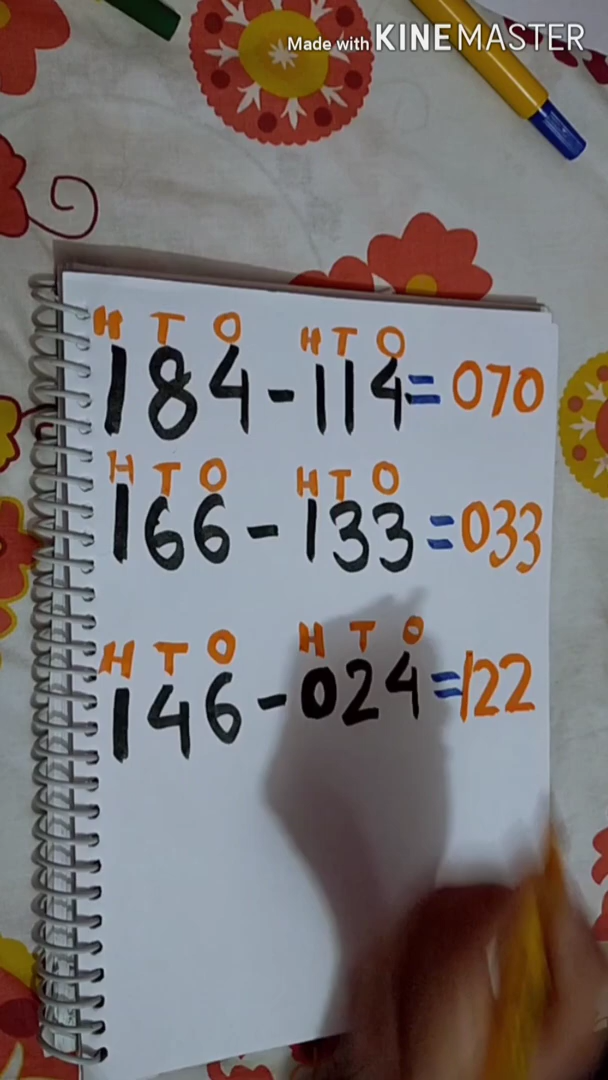 Made with KINEMASTER
H T O H T O
184-114=070
H T O H T O
166-133=033
H T O H T O
146-024=122